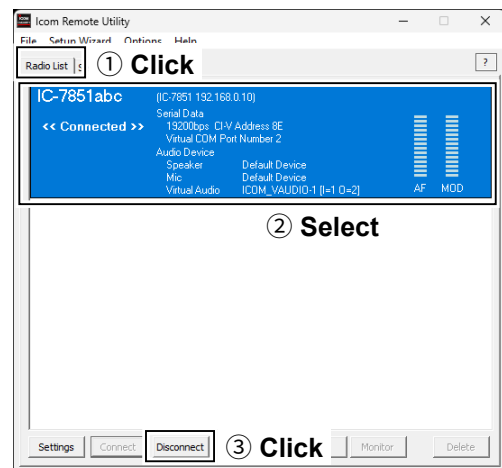 Icom Remote Utility
File Setup Wizard Options Help
Radio List
① Click
?
IC-7851abc
(IC-7851 192.168.0.10)
<< Connected >>
Serial Data
19200bps CI-V Address 8E
Virtual COM Port Number 2
Audio Device
Speaker Default Device
Mic Default Device
Virtual Audio ICOM_VAUDIO-1 [I=1 O=2]
AF MOD
② Select
Settings Connect Disconnect ③ Click Monitor Delete